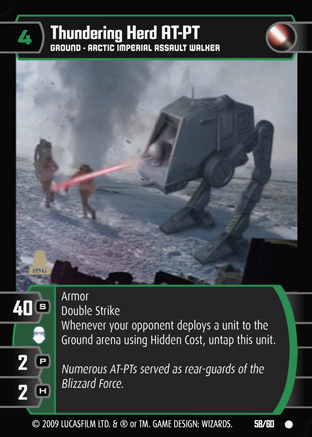 4
Thundering Herd AT-PT
GROUND - ARCTIC IMPERIAL ASSAULT WALKER
40 S
Armor
Double Strike
Whenever your opponent deploys a unit to the
Ground arena using Hidden Cost, untap this unit.
2 P
Numerous AT-PTs served as rear-guards of the
Blizzard Force.
2 H
© 2009 LUCASFILM LTD. & ® or TM. GAME DESIGN: WIZARDS.
58/60